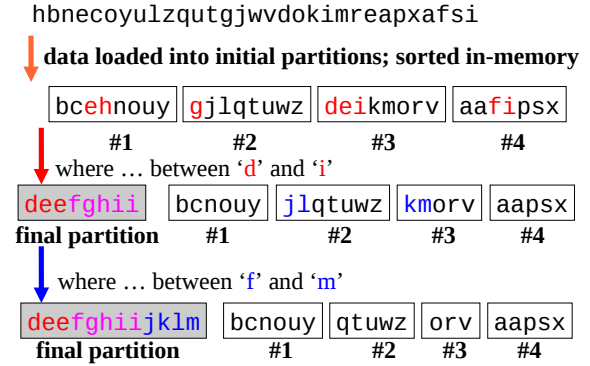 hbnecoyulzqutgjwvdokimreapxafsi
data loaded into initial partitions; sorted in-memory
bcehnouy gjlqtuwz deikmorv aafipsx
#1 #2 #3 #4
where … between ‘d’ and ‘i’
deefghii bcnouy jlqtuwz kmorv aapsx
final partition #1 #2 #3 #4
where … between ‘f’ and ‘m’
deefghiijklm bcnouy qtuwz orv aapsx
final partition #1 #2 #3 #4